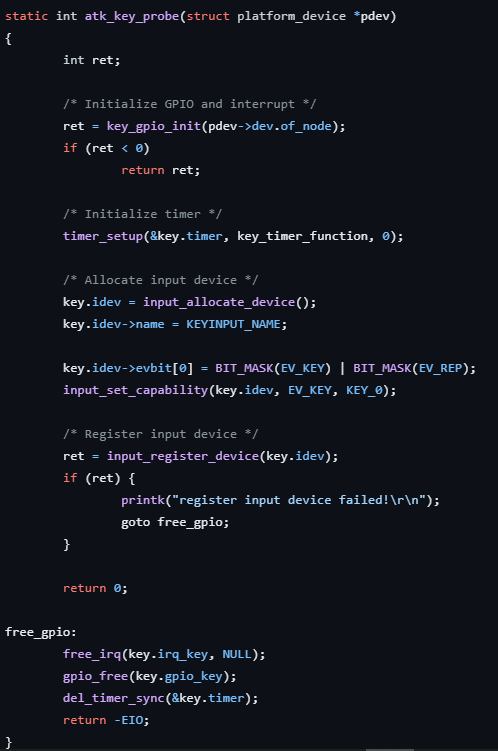 static int atk_key_probe(struct platform_device *pdev)
{
        int ret;

        /* Initialize GPIO and interrupt */
        ret = key_gpio_init(pdev->dev.of_node);
        if (ret < 0)
                return ret;

        /* Initialize timer */
        timer_setup(&key.timer, key_timer_function, 0);

        /* Allocate input device */
        key.idev = input_allocate_device();
        key.idev->name = KEYINPUT_NAME;

        key.idev->evbit[0] = BIT_MASK(EV_KEY) | BIT_MASK(EV_REP);
        input_set_capability(key.idev, EV_KEY, KEY_0);

        /* Register input device */
        ret = input_register_device(key.idev);
        if (ret) {
                printk("register input device failed!\r\n");
                goto free_gpio;
        }

        return 0;

free_gpio:
        free_irq(key.irq_key, NULL);
        gpio_free(key.gpio_key);
        del_timer_sync(&key.timer);
        return -EIO;
}